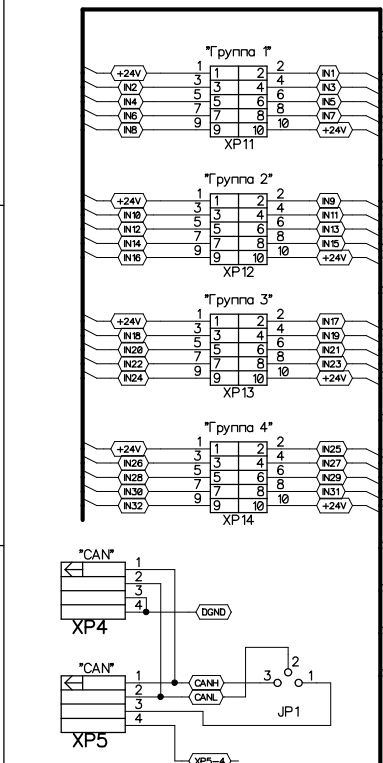 "Группа 1"
+24V 1 1 2 2 IN1
IN2 3 3 4 4 IN3
IN4 5 5 6 6 IN5
IN6 7 7 8 8 IN7
IN8 9 9 10 10 +24V
XP11
"Группа 2"
+24V 1 1 2 2 IN9
IN10 3 3 4 4 IN11
IN12 5 5 6 6 IN13
IN14 7 7 8 8 IN15
IN16 9 9 10 10 +24V
XP12
"Группа 3"
+24V 1 1 2 2 IN17
IN18 3 3 4 4 IN19
IN20 5 5 6 6 IN21
IN22 7 7 8 8 IN23
IN24 9 9 10 10 +24V
XP13
"Группа 4"
+24V 1 1 2 2 IN25
IN26 3 3 4 4 IN27
IN28 5 5 6 6 IN29
IN30 7 7 8 8 IN31
IN32 9 9 10 10 +24V
XP14
"CAN"
1
2
3
4 DGND
XP4
"CAN"
1 CANH 3 2 1
2 CANL
3 JP1
4
XP5
XP5-4